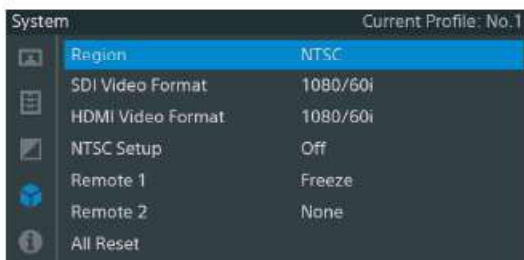 System Current Profile: No.1
Region NTSC
SDI Video Format 1080/60i
HDMI Video Format 1080/60i
NTSC Setup Off
Remote 1 Freeze
Remote 2 None
All Reset